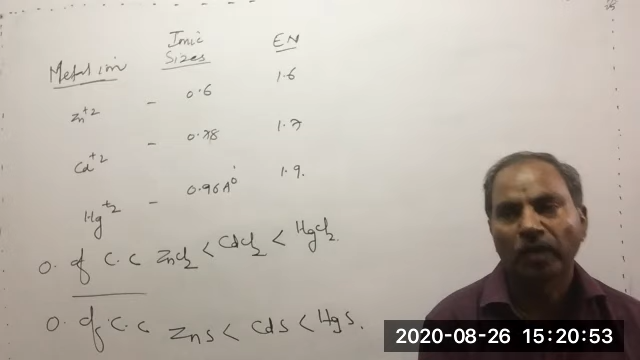 Metal ion Ionic Sizes EN
Zn+2 - 0.6 1.6
Cd+2 - 0.78 1.7
Hg+2 - 0.96A° 1.9.
O. of C.C ZnCl2 < CdCl2 < HgCl2.
O. of C.C ZnS < CdS < HgS.
2020-08-26 15:20:53